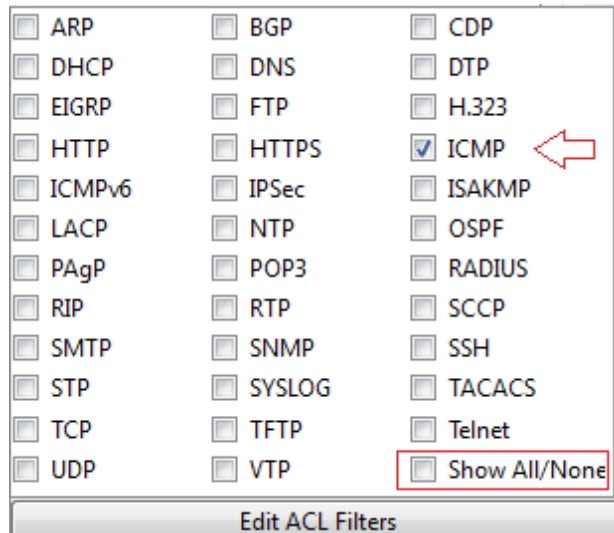 ARP BGP CDP
DHCP DNS DTP
EIGRP FTP H.323
HTTP HTTPS ICMP
ICMPv6 IPSec ISAKMP
LACP NTP OSPF
PAgP POP3 RADIUS
RIP RTP SCCP
SMTP SNMP SSH
STP SYSLOG TACACS
TCP TFTP Telnet
UDP VTP Show All/None
Edit ACL Filters